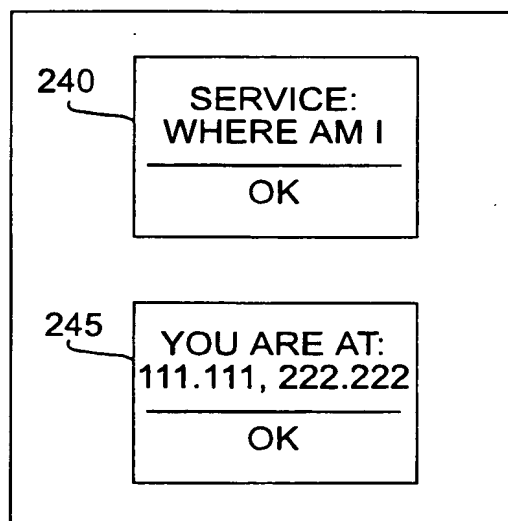 240
SERVICE:
WHERE AM I
OK
245
YOU ARE AT:
111.111, 222.222
OK